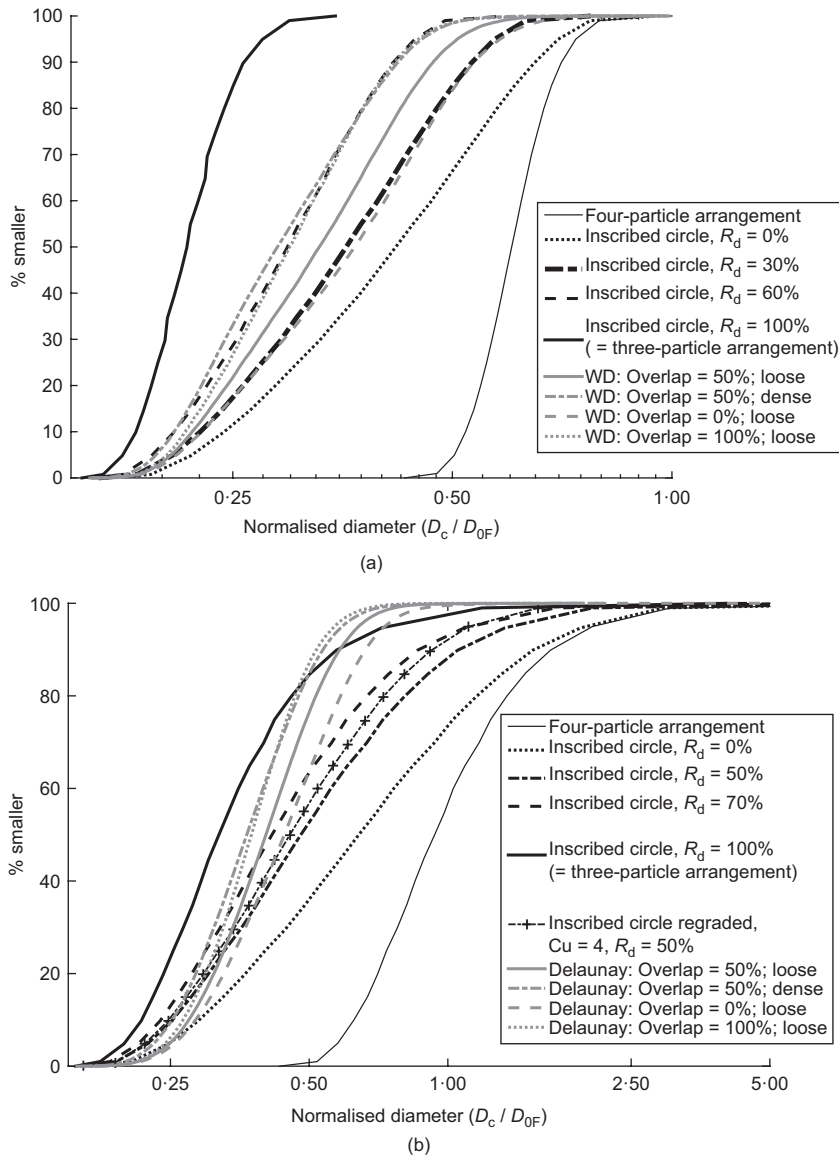 100
90
80
70
60
50
40
30
20
10
0
% smaller
0·25
0·50
1·00
Normalised diameter (Dc / D0F)
(a)
Four-particle arrangement
Inscribed circle, Rd = 0%
Inscribed circle, Rd = 30%
Inscribed circle, Rd = 60%
Inscribed circle, Rd = 100%
( = three-particle arrangement)
WD: Overlap = 50%; loose
WD: Overlap = 50%; dense
WD: Overlap = 0%; loose
WD: Overlap = 100%; loose
100
80
60
40
20
0
% smaller
0·25
0·50
1·00
2·50
5·00
Normalised diameter (Dc / D0F)
(b)
Four-particle arrangement
Inscribed circle, Rd = 0%
Inscribed circle, Rd = 50%
Inscribed circle, Rd = 70%
Inscribed circle, Rd = 100%
(= three-particle arrangement)
Inscribed circle regraded,
Cu = 4, Rd = 50%
Delaunay: Overlap = 50%; loose
Delaunay: Overlap = 50%; dense
Delaunay: Overlap = 0%; loose
Delaunay: Overlap = 100%; loose